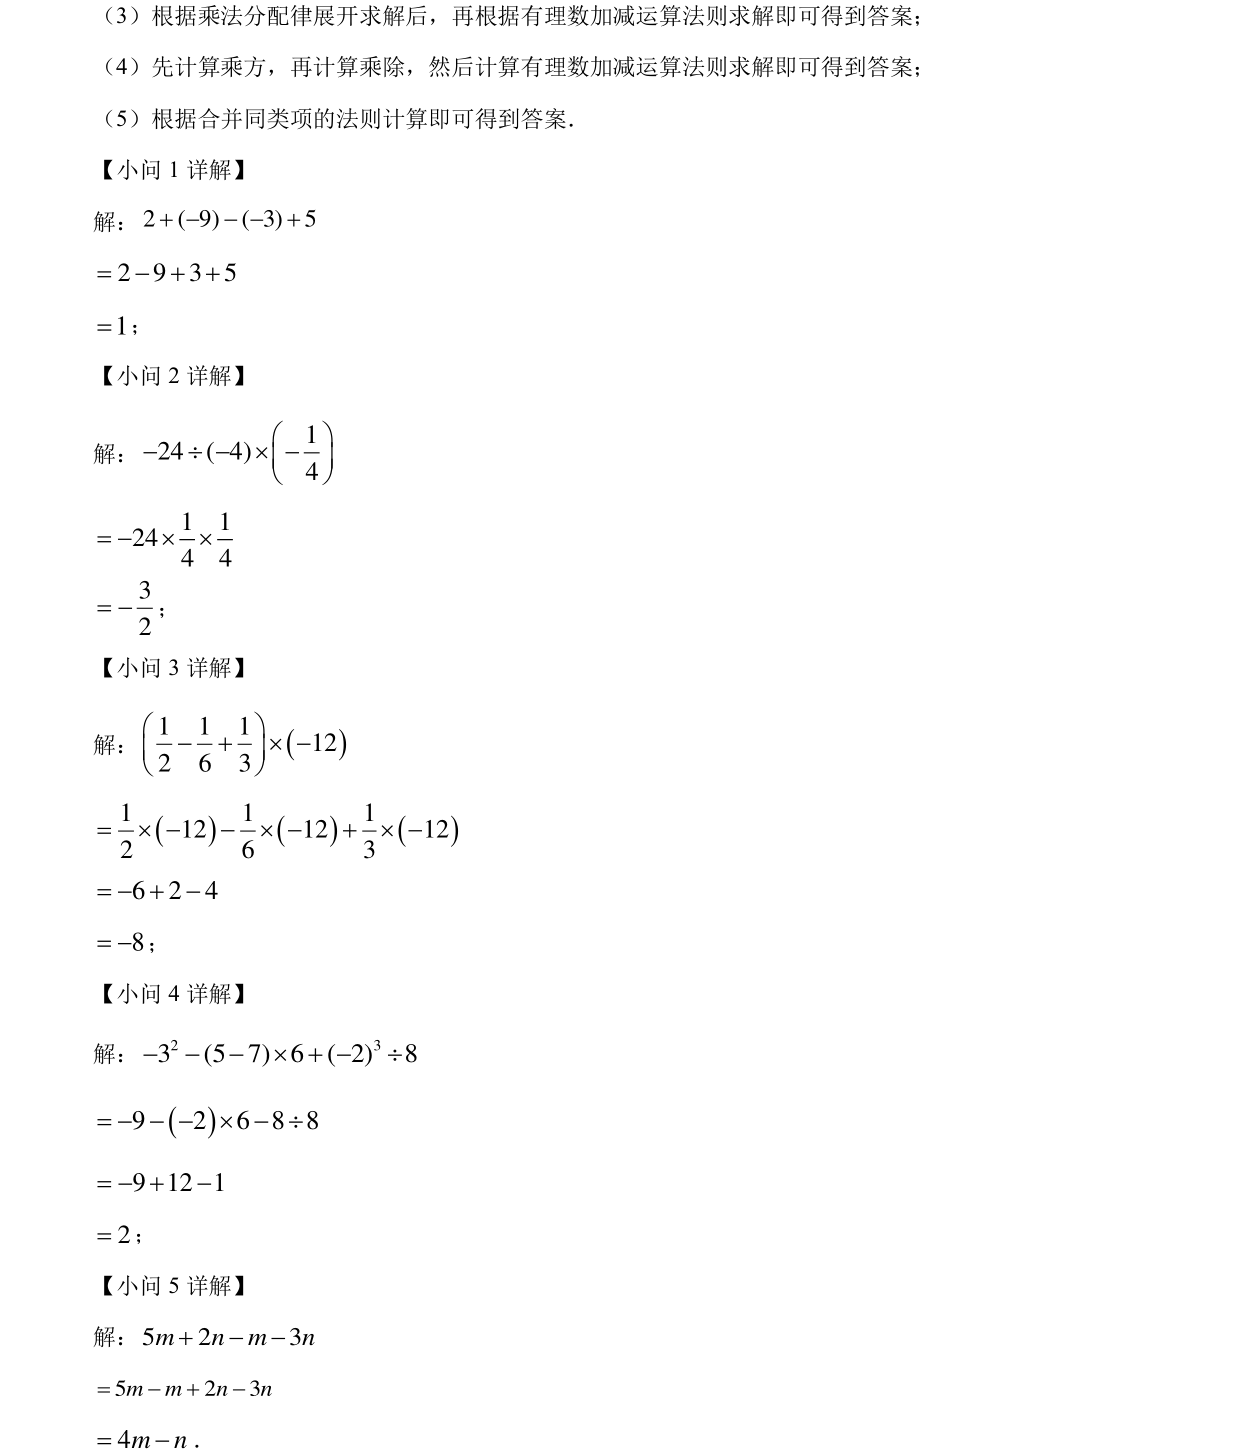 （3）根据乘法分配律展开求解后，再根据有理数加减运算法则求解即可得到答案；
（4）先计算乘方，再计算乘除，然后计算有理数加减运算法则求解即可得到答案；
（5）根据合并同类项的法则计算即可得到答案．
【小问 1 详解】
解：2+(−9)−(−3)+5
=2−9+3+5
=1；
【小问 2 详解】
解：−24÷(−4)×(−1/4)
=−24×1/4×1/4
=−3/2；
【小问 3 详解】
解：(1/2−1/6+1/3)×(−12)
=1/2×(−12)−1/6×(−12)+1/3×(−12)
=−6+2−4
=−8；
【小问 4 详解】
解：−3²−(5−7)×6+(−2)³÷8
=−9−(−2)×6−8÷8
=−9+12−1
=2；
【小问 5 详解】
解：5m+2n−m−3n
=5m−m+2n−3n
=4m−n．